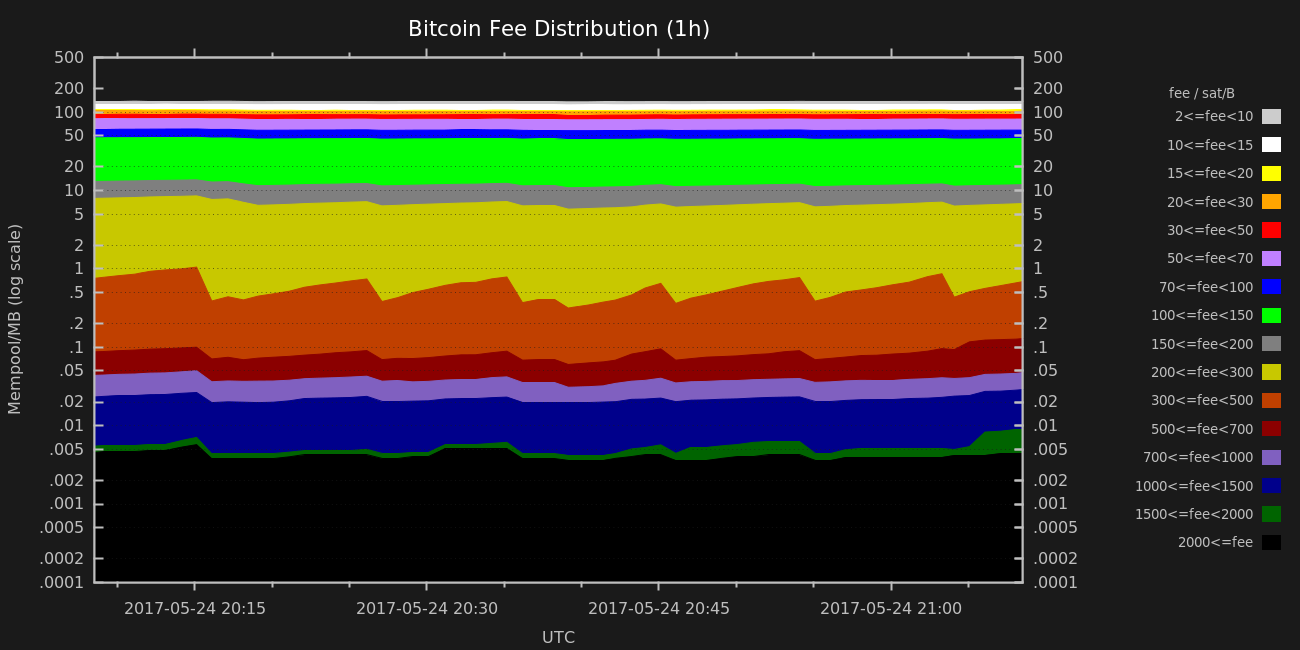 Bitcoin Fee Distribution (1h)
Mempool/MB (log scale)
500
200
100
50
20
10
5
2
1
.5
.2
.1
.05
.02
.01
.005
.002
.001
.0005
.0002
.0001
500
200
100
50
20
10
5
2
1
.5
.2
.1
.05
.02
.01
.005
.002
.001
.0005
.0002
.0001
2017-05-24 20:15
2017-05-24 20:30
2017-05-24 20:45
2017-05-24 21:00
UTC
fee / sat/B
2<=fee<10
10<=fee<15
15<=fee<20
20<=fee<30
30<=fee<50
50<=fee<70
70<=fee<100
100<=fee<150
150<=fee<200
200<=fee<300
300<=fee<500
500<=fee<700
700<=fee<1000
1000<=fee<1500
1500<=fee<2000
2000<=fee